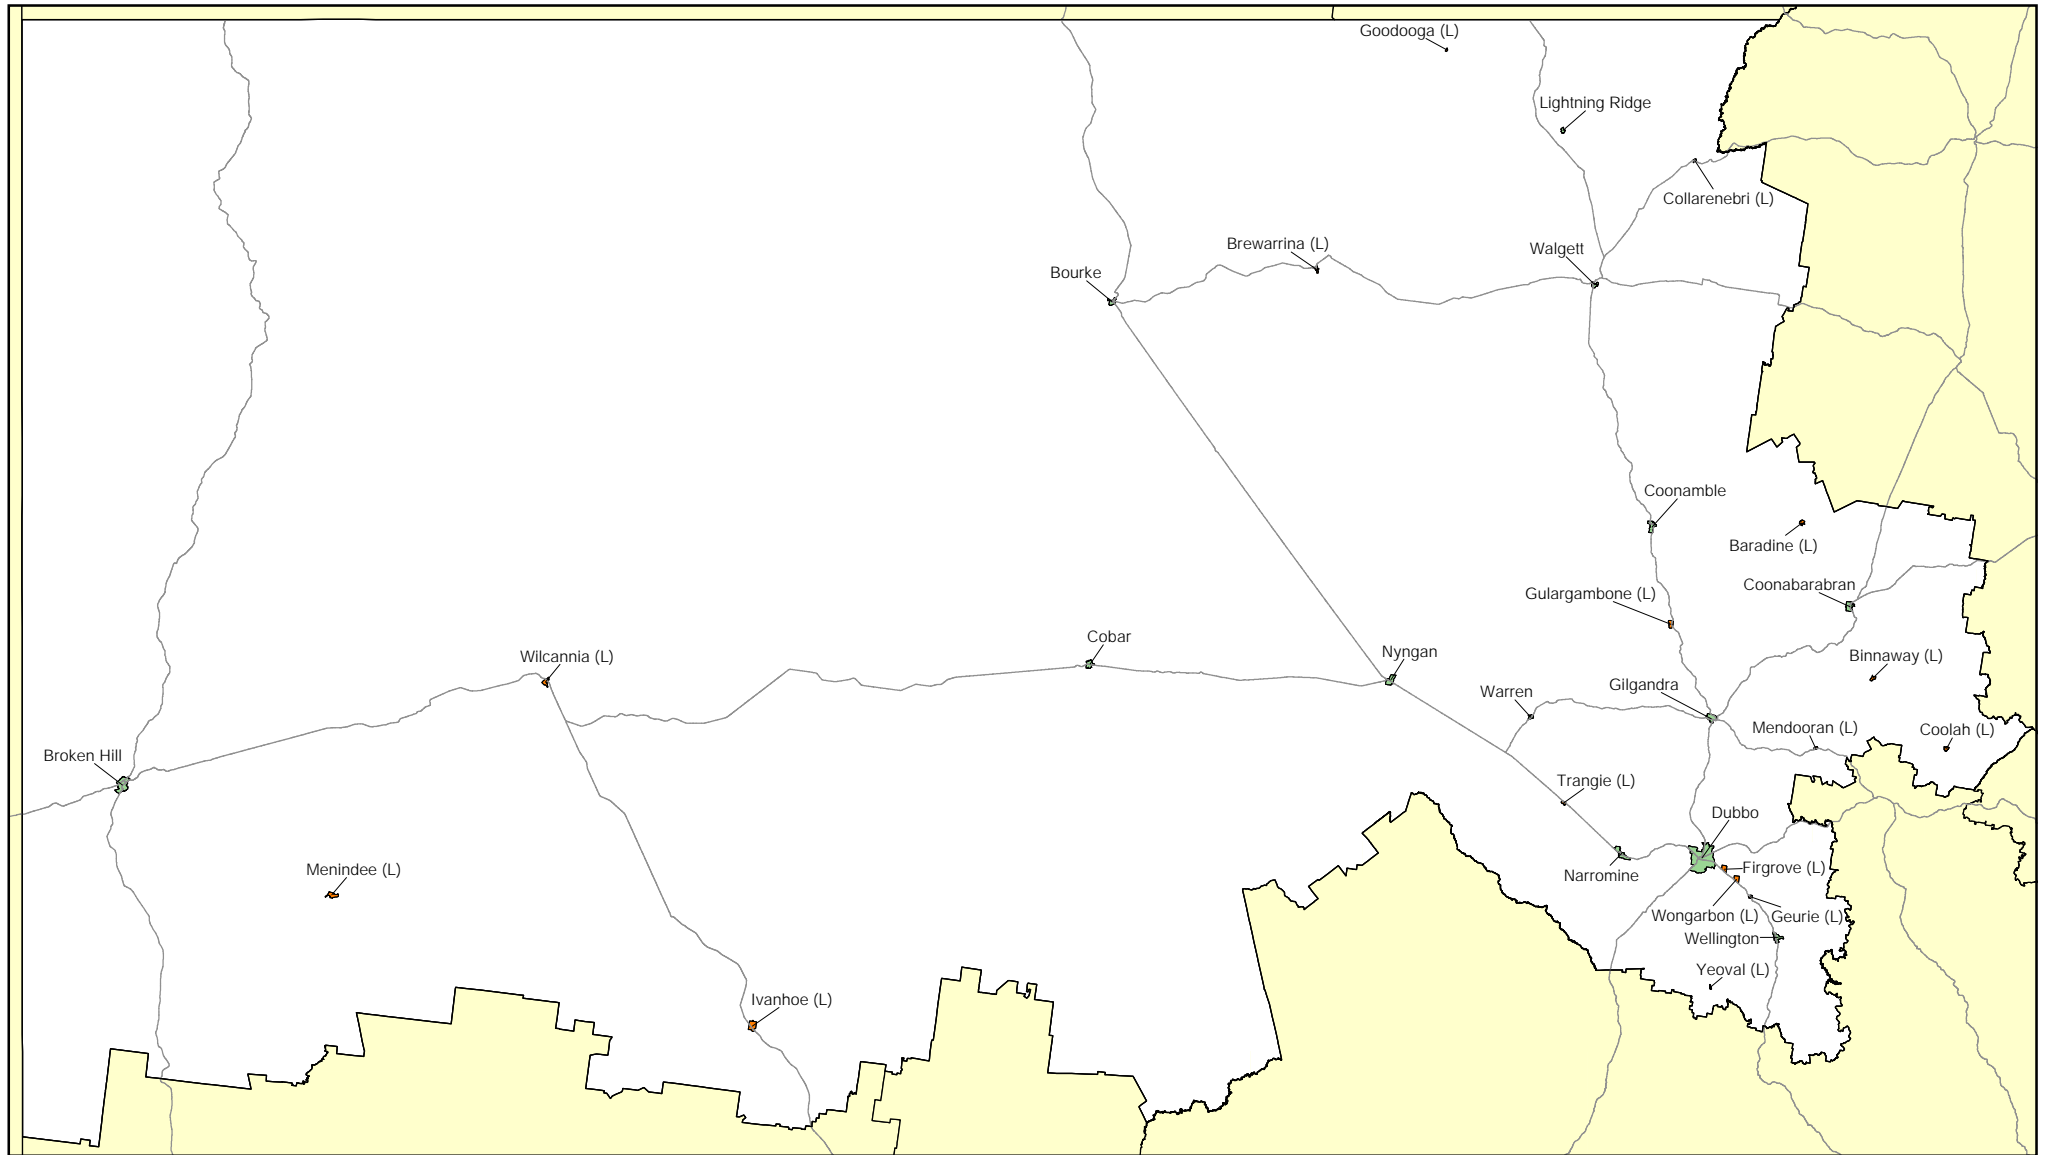 Goodooga (L)
Lightning Ridge
Collarenebri (L)
Brewarrina (L)
Walgett
Bourke
Coonamble
Baradine (L)
Coonabarabran
Gulargambone (L)
Cobar
Nyngan
Wilcannia (L)
Binnaway (L)
Gilgandra
Warren
Mendooran (L)
Coolah (L)
Broken Hill
Trangie (L)
Dubbo
Menindee (L)
Narromine
Firgrove (L)
Wongarbon (L)
Geurie (L)
Wellington
Yeoval (L)
Ivanhoe (L)